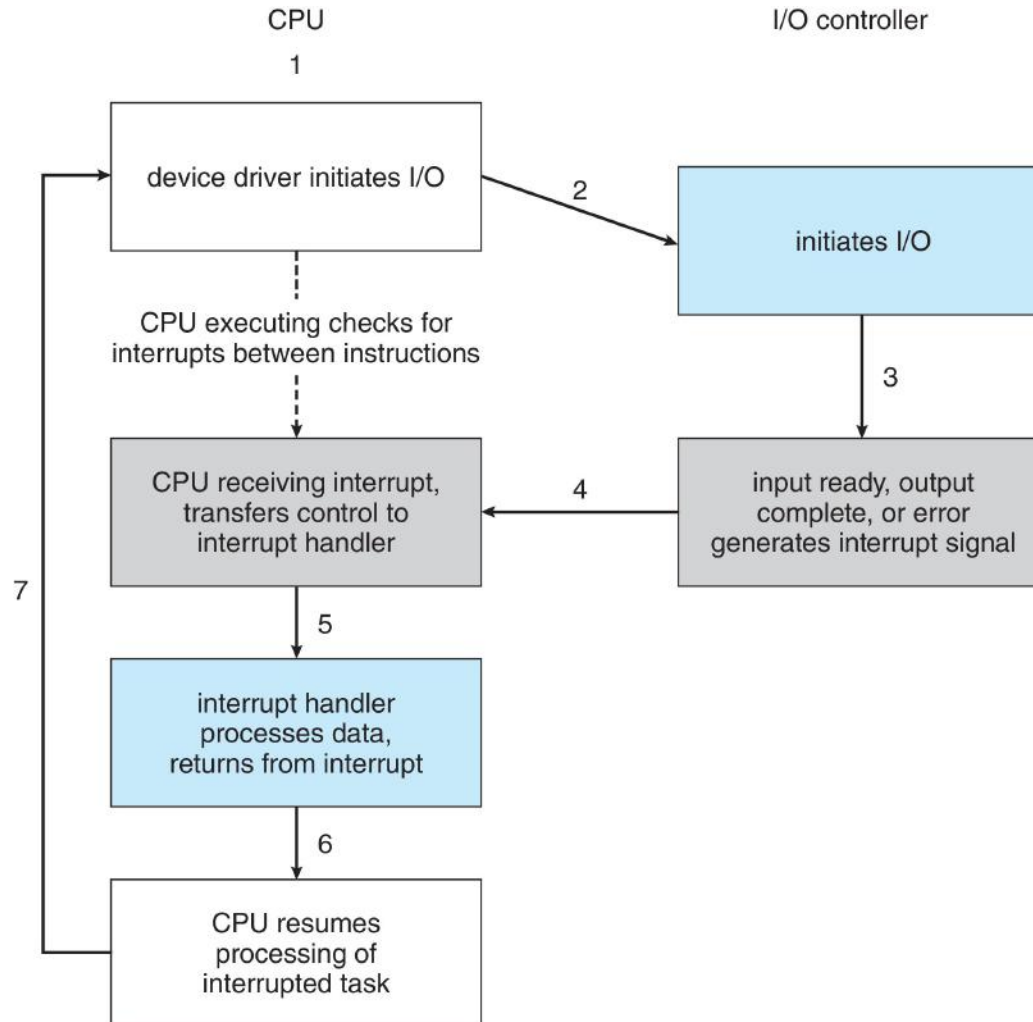 CPU
I/O controller
1
device driver initiates I/O
2
initiates I/O
CPU executing checks for
interrupts between instructions
3
CPU receiving interrupt,
transfers control to
interrupt handler
4
input ready, output
complete, or error
generates interrupt signal
7
5
interrupt handler
processes data,
returns from interrupt
6
CPU resumes
processing of
interrupted task